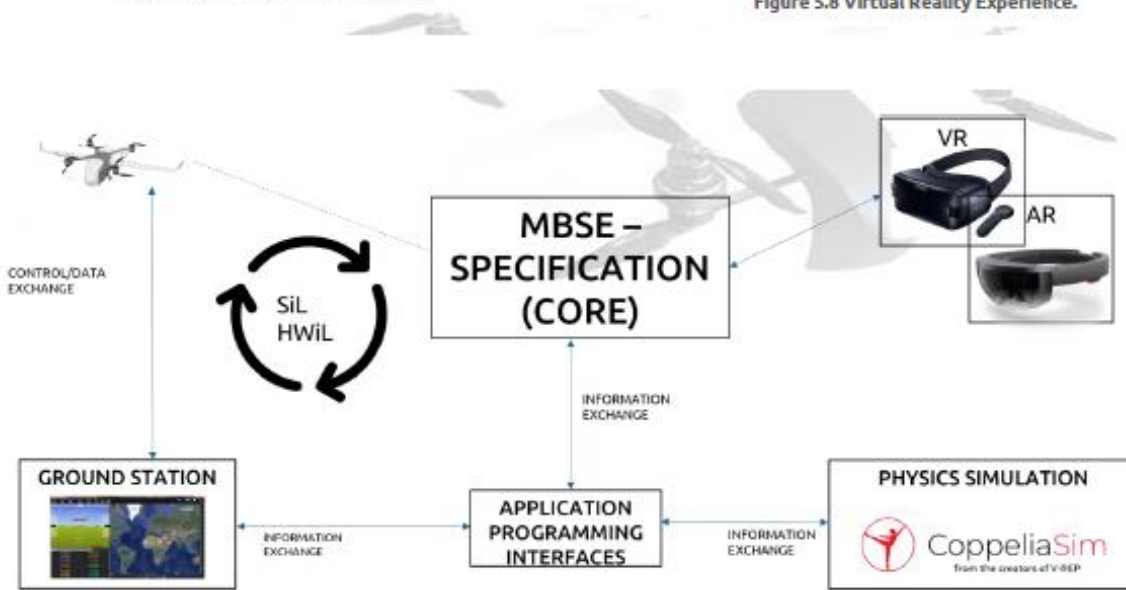 Figure 5.8 Virtual Reality Experience.
VR
AR
MBSE –
SPECIFICATION
(CORE)
CONTROL/DATA
EXCHANGE
SiL
HWiL
INFORMATION
EXCHANGE
GROUND STATION
INFORMATION
EXCHANGE
APPLICATION
PROGRAMMING
INTERFACES
INFORMATION
EXCHANGE
PHYSICS SIMULATION
CoppeliaSim
from the creators of V-REP